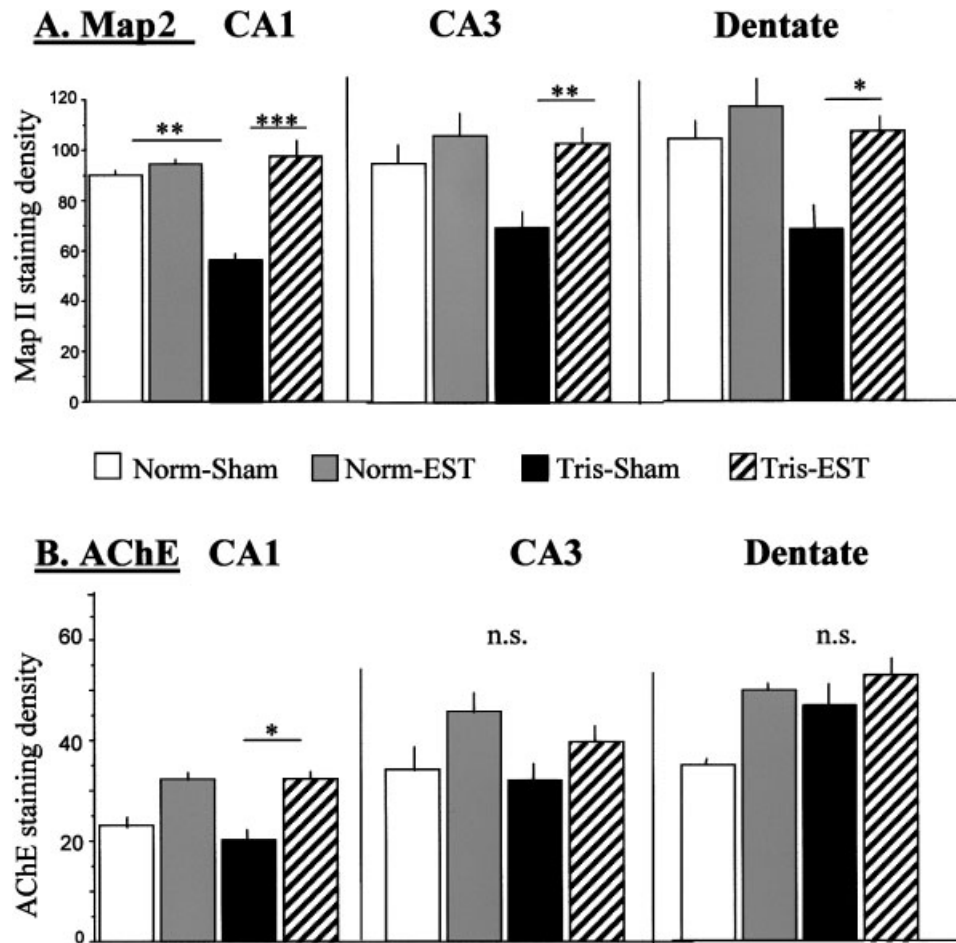 A. Map2 CA1 CA3 Dentate
Map II staining density
120
100
80
60
40
20
0
** *** ** *
Norm-Sham Norm-EST Tris-Sham Tris-EST
B. AChE CA1 CA3 Dentate
AChE staining density
60
40
20
0
n.s. n.s.
*